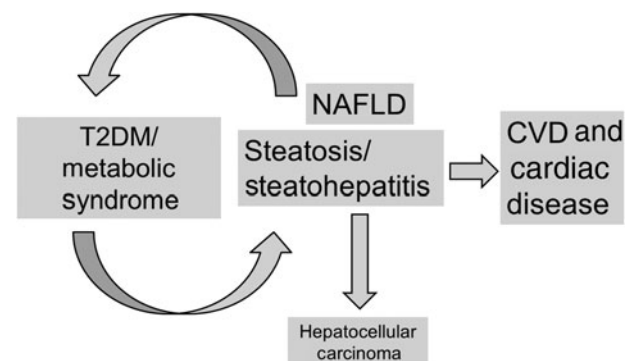 NAFLD
T2DM/
metabolic
syndrome
Steatosis/
steatohepatitis
CVD and
cardiac
disease
Hepatocellular
carcinoma